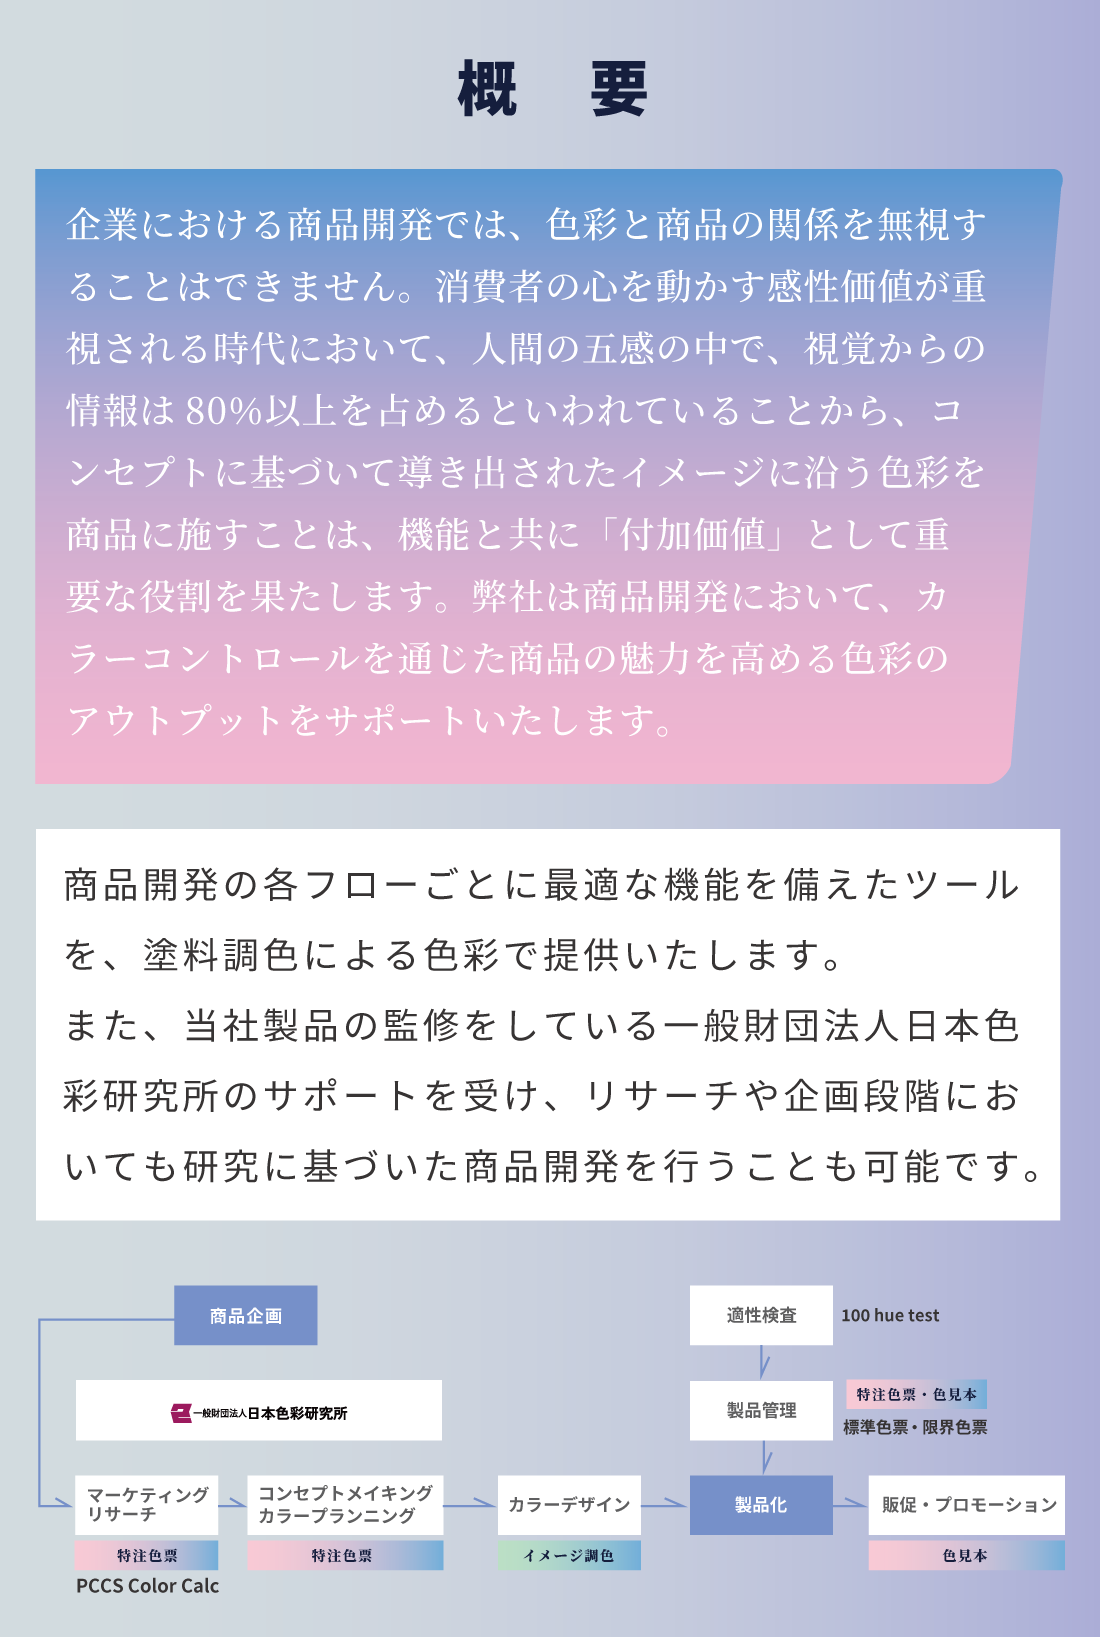 概　要
企業における商品開発では、色彩と商品の関係を無視す
ることはできません。消費者の心を動かす感性価値が重
視される時代において、人間の五感の中で、視覚からの
情報は 80％以上を占めるといわれていることから、コ
ンセプトに基づいて導き出されたイメージに沿う色彩を
商品に施すことは、機能と共に「付加価値」として重
要な役割を果たします。弊社は商品開発において、カ
ラーコントロールを通じた商品の魅力を高める色彩の
アウトプットをサポートいたします。
商品開発の各フローごとに最適な機能を備えたツール
を、塗料調色による色彩で提供いたします。
また、当社製品の監修をしている一般財団法人日本色
彩研究所のサポートを受け、リサーチや企画段階にお
いても研究に基づいた商品開発を行うことも可能です。
商品企画
適性検査
100 hue test
一般財団法人日本色彩研究所
製品管理
特注色票・色見本
標準色票・限界色票
マーケティング
リサーチ
コンセプトメイキング
カラープランニング
カラーデザイン
製品化
販促・プロモーション
特注色票
特注色票
イメージ調色
色見本
PCCS Color Calc